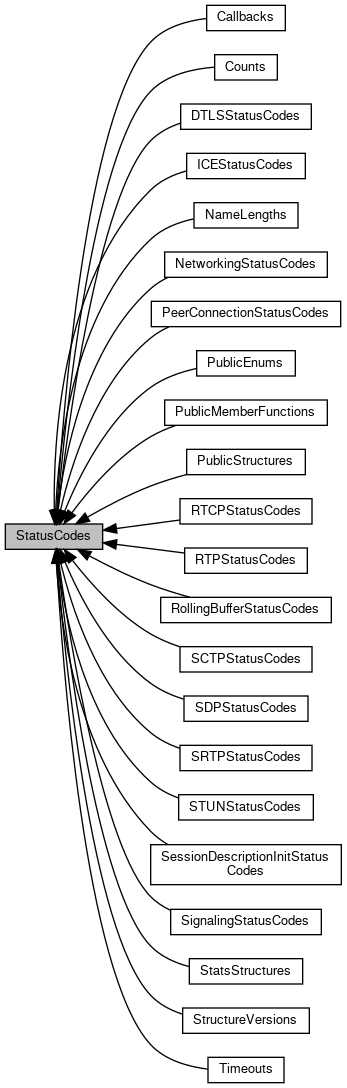 Callbacks
Counts
DTLSStatusCodes
ICEStatusCodes
NameLengths
NetworkingStatusCodes
PeerConnectionStatusCodes
PublicEnums
PublicMemberFunctions
PublicStructures
RTCPStatusCodes
StatusCodes
RTPStatusCodes
RollingBufferStatusCodes
SCTPStatusCodes
SDPStatusCodes
SRTPStatusCodes
STUNStatusCodes
SessionDescriptionInitStatus
Codes
SignalingStatusCodes
StatsStructures
StructureVersions
Timeouts